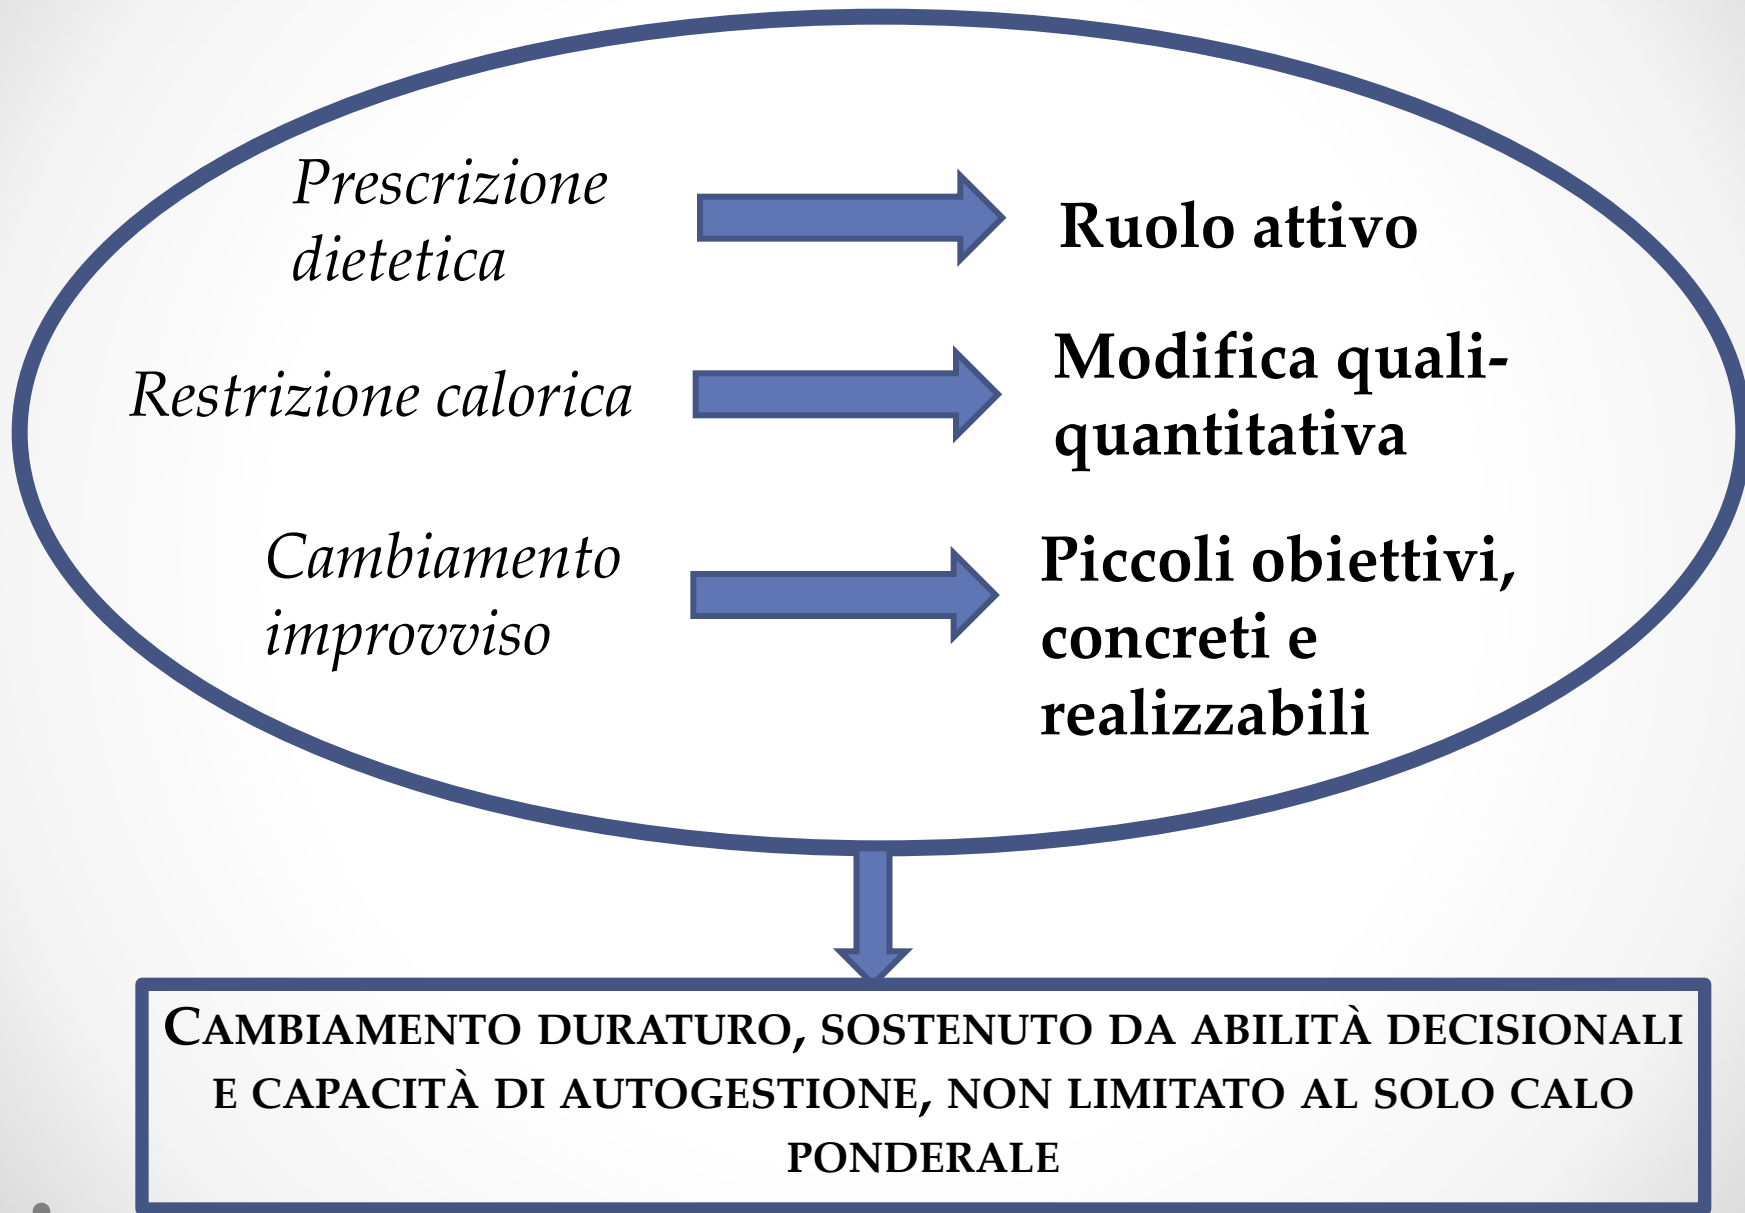 Prescrizione
dietetica
Ruolo attivo
Restrizione calorica
Modifica quali-
quantitativa
Cambiamento
improvviso
Piccoli obiettivi,
concreti e
realizzabili
CAMBIAMENTO DURATURO, SOSTENUTO DA ABILITÀ DECISIONALI
E CAPACITÀ DI AUTOGESTIONE, NON LIMITATO AL SOLO CALO
PONDERALE